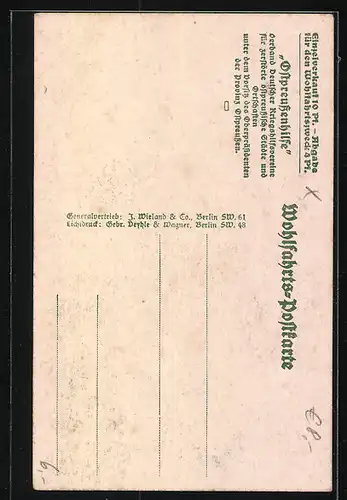 Einzelverkauf 10 Pf. – Abgabe
für den Wohlfahrtszweck 4 Pf.
„Ostpreußenhilfe"
Verband Deutscher Kriegshilfsvereine
für zerstörte ostpreußische Städte und
Ortschaften
unter dem Vorsitz des Oberpräsidenten
der Provinz Ostpreußen.
Wohlfahrts-Postkarte
Generalvertrieb: J. Wieland & Co., Berlin SW. 61
Lichtdruck: Gebr. &  Wagner, Berlin SW. 48